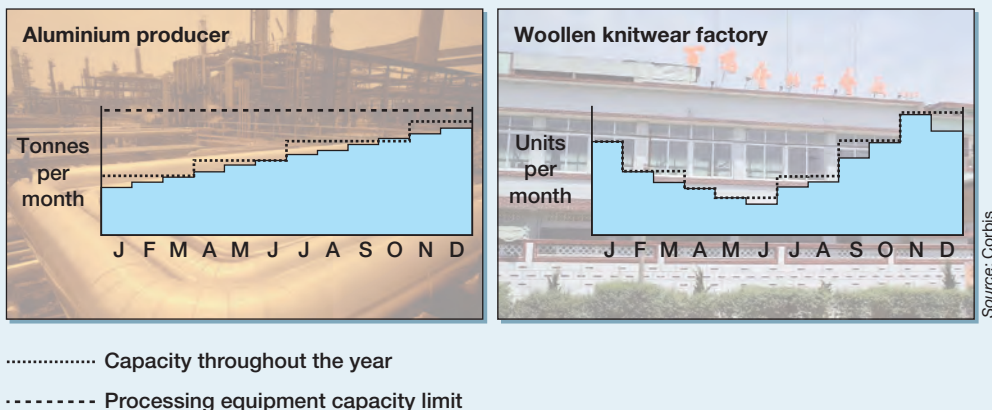 Aluminium producer
Tonnes
per
month
J F M A M J J A S O N D
Woollen knitwear factory
Units
per
month
J F M A M J J A S O N D
Source: Corbis
Capacity throughout the year
Processing equipment capacity limit